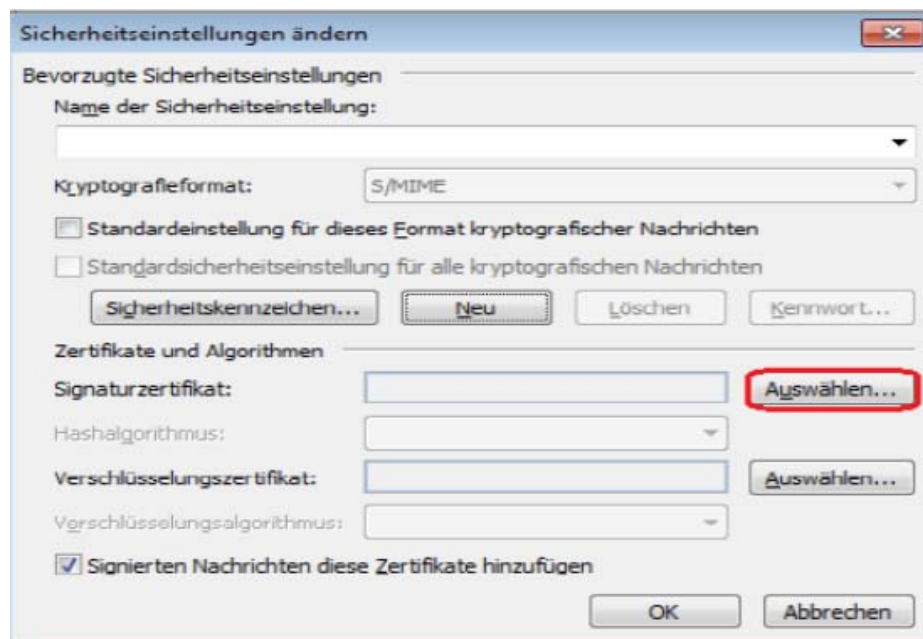 Sicherheitseinstellungen ändern
Bevorzugte Sicherheitseinstellungen
Name der Sicherheitseinstellung:
Kryptografieformat: S/MIME
Standardeinstellung für dieses Format kryptografischer Nachrichten
Standardsicherheitseinstellung für alle kryptografischen Nachrichten
Sicherheitskennzeichen... Neu Löschen Kennwort...
Zertifikate und Algorithmen
Signaturzertifikat: Auswählen...
Hashalgorithmus:
Verschlüsselungszertifikat: Auswählen...
Verschlüsselungsalgorithmus:
Signierten Nachrichten diese Zertifikate hinzufügen
OK Abbrechen